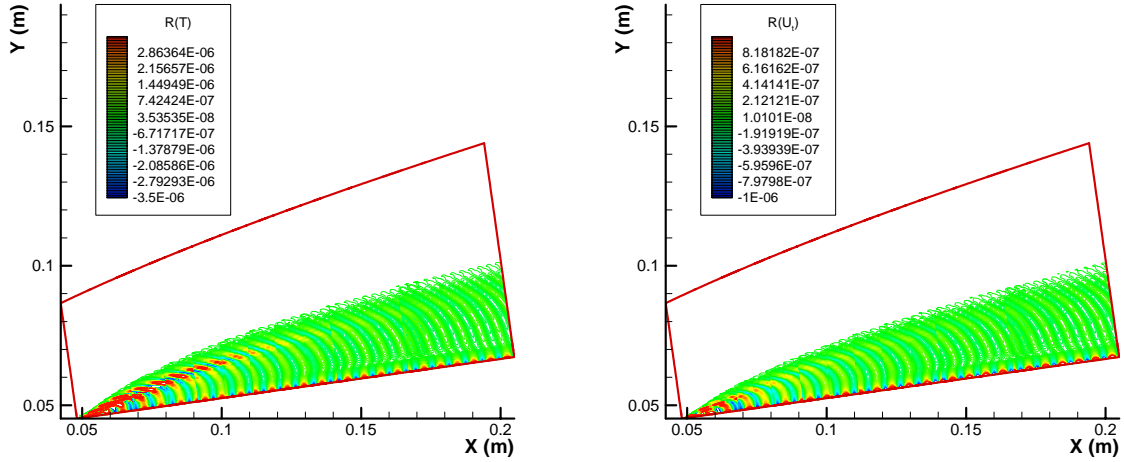 Y (m)
R(T)
2.86364E-06
2.15657E-06
1.44949E-06
7.42424E-07
3.53535E-08
-6.71717E-07
-1.37879E-06
-2.08586E-06
-2.79293E-06
-3.5E-06
0.15
0.1
0.05
0.05
0.1
0.15
0.2
X (m)
Y (m)
R(Uᵢ)
8.18182E-07
6.16162E-07
4.14141E-07
2.12121E-07
1.0101E-08
-1.91919E-07
-3.93939E-07
-5.9596E-07
-7.9798E-07
-1E-06
0.15
0.1
0.05
0.05
0.1
0.15
0.2
X (m)